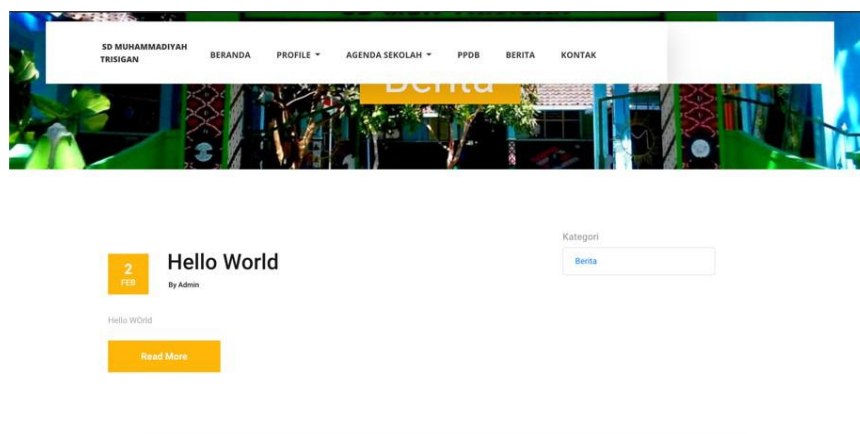 SD MUHAMMADIYAH
TRISIGAN
BERANDA PROFILE AGENDA SEKOLAH PPDB BERITA KONTAK
Berita
Kategori
Berita
2
FEB
Hello World
By Admin
Hello WOrld
Read More